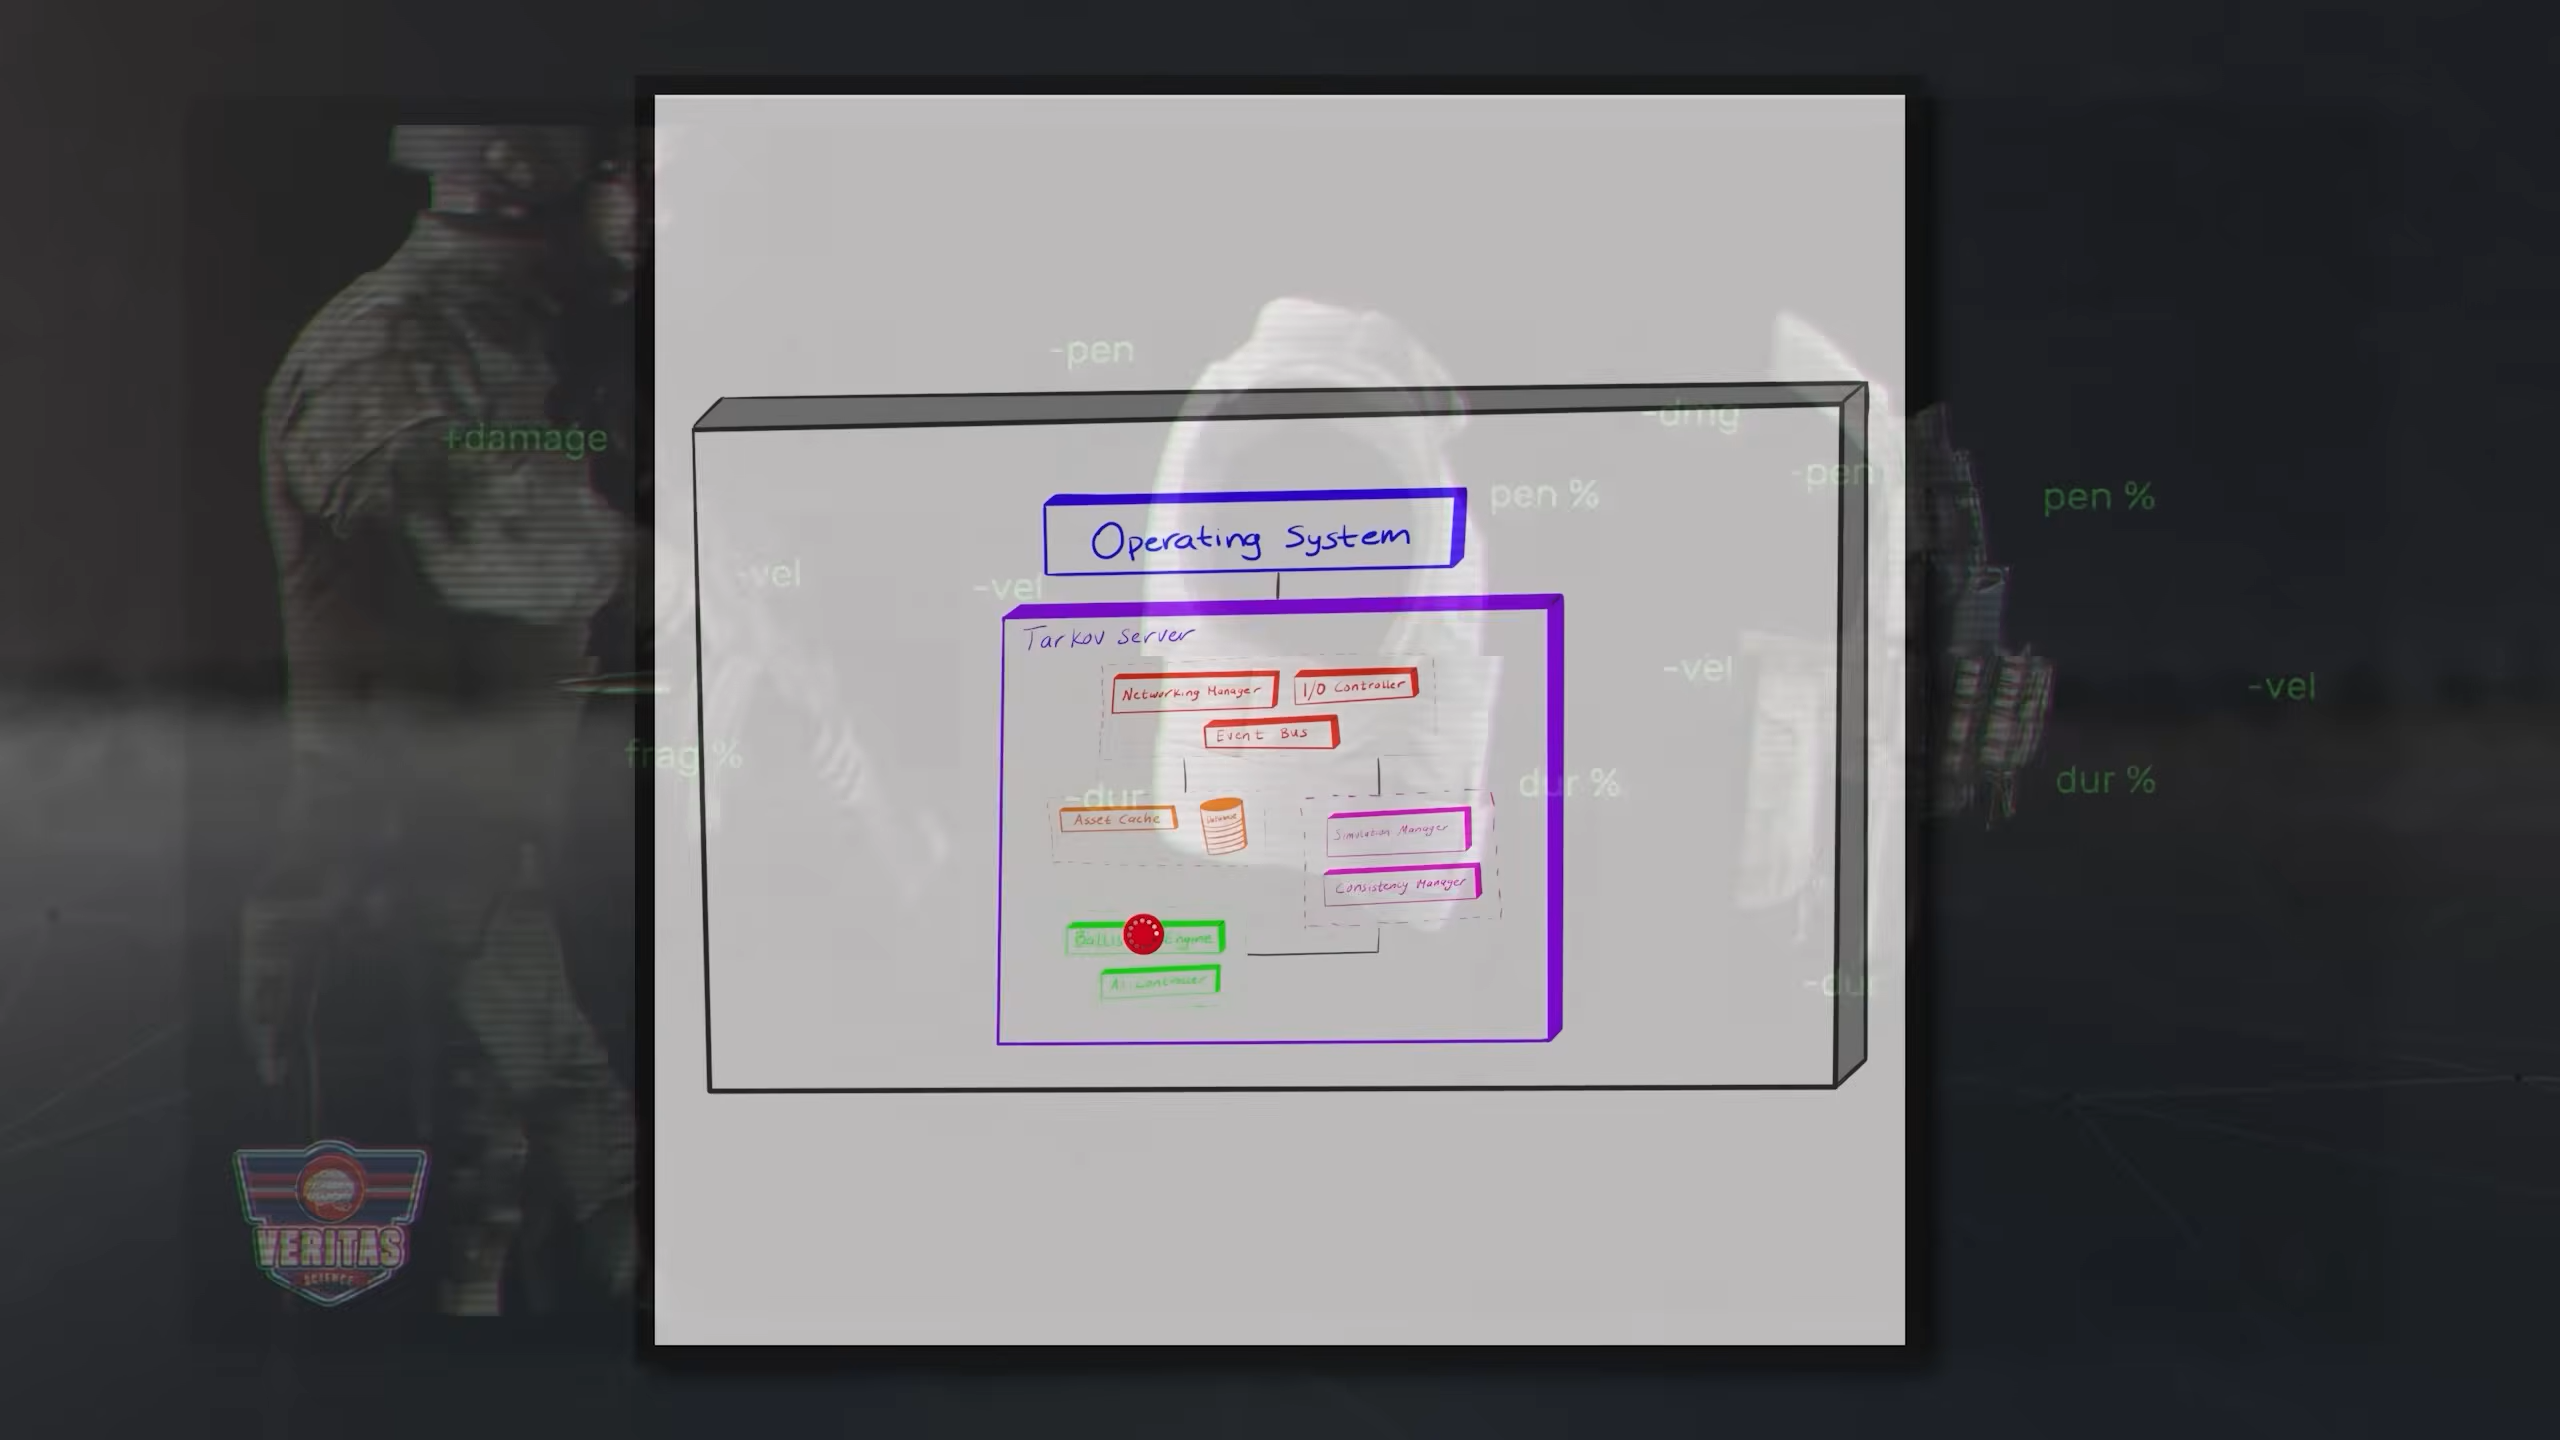 -pen
-dmg
+damage
-pen
pen %
pen %
Operating System
-vel
-vel
Tarkov Server
-vel
-vel
Networking Manager
I/O Controller
Event Bus
frag %
-dur
dur %
dur %
Asset Cache
Simulation Manager
Consistency Manager
Engine
AI Controller
-dur
VERITAS
SCIENCE